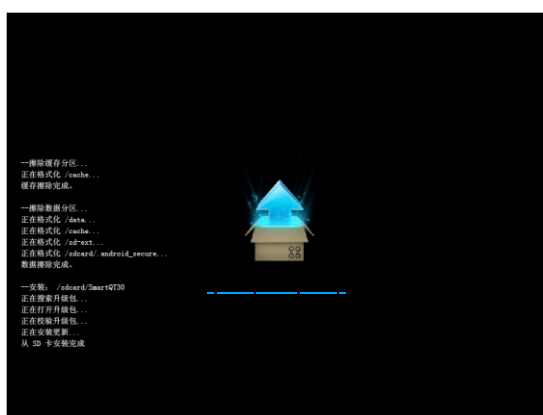 —擦除缓存分区...
正在格式化 /cache...
缓存擦除完成。
—擦除数据分区...
正在格式化 /data...
正在格式化 /cache...
正在格式化 /sd-ext...
正在格式化 /sdcard/.android_secure...
数据擦除完成。
—安装: /sdcard/SmartQT30
正在搜索升级包...
正在打开升级包...
正在校验升级包...
正在安装更新...
从 SD 卡安装完成